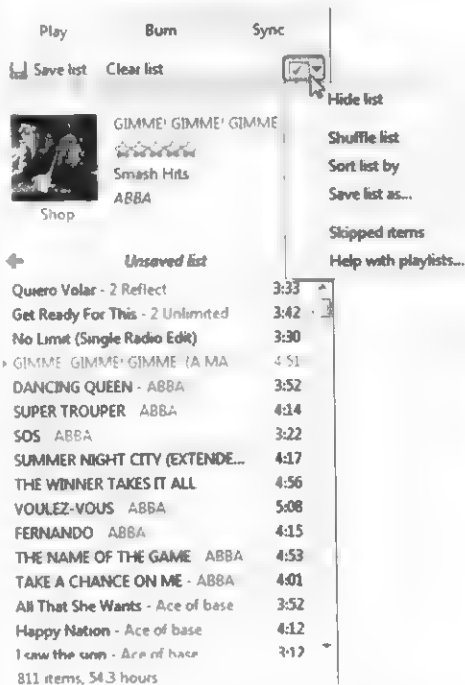 Play Burn Sync
Save list Clear list
Hide list
Shuffle list
Sort list by
Save list as...
Skipped items
Help with playlists...
GIMME! GIMME! GIMME
Smash Hits
ABBA
Shop
Unsaved list
Quiero Volar - 2 Reflect 3:33
Get Ready For This - 2 Unlimited 3:42
No Limit (Single Radio Edit) 3:30
GIMME GIMME! GIMME (A MA 4:51
DANCING QUEEN - ABBA 3:52
SUPER TROUPER ABBA 4:14
SOS ABBA 3:22
SUMMER NIGHT CITY (EXTENDE... 4:17
THE WINNER TAKES IT ALL 4:56
VOULEZ-VOUS ABBA 5:08
FERNANDO ABBA 4:15
THE NAME OF THE GAME ABBA 4:53
TAKE A CHANCE ON ME - ABBA 4:01
All That She Wants - Ace of base 3:52
Happy Nation - Ace of base 4:12
I saw the sign - Ace of base 3:12
811 items, 54.3 hours